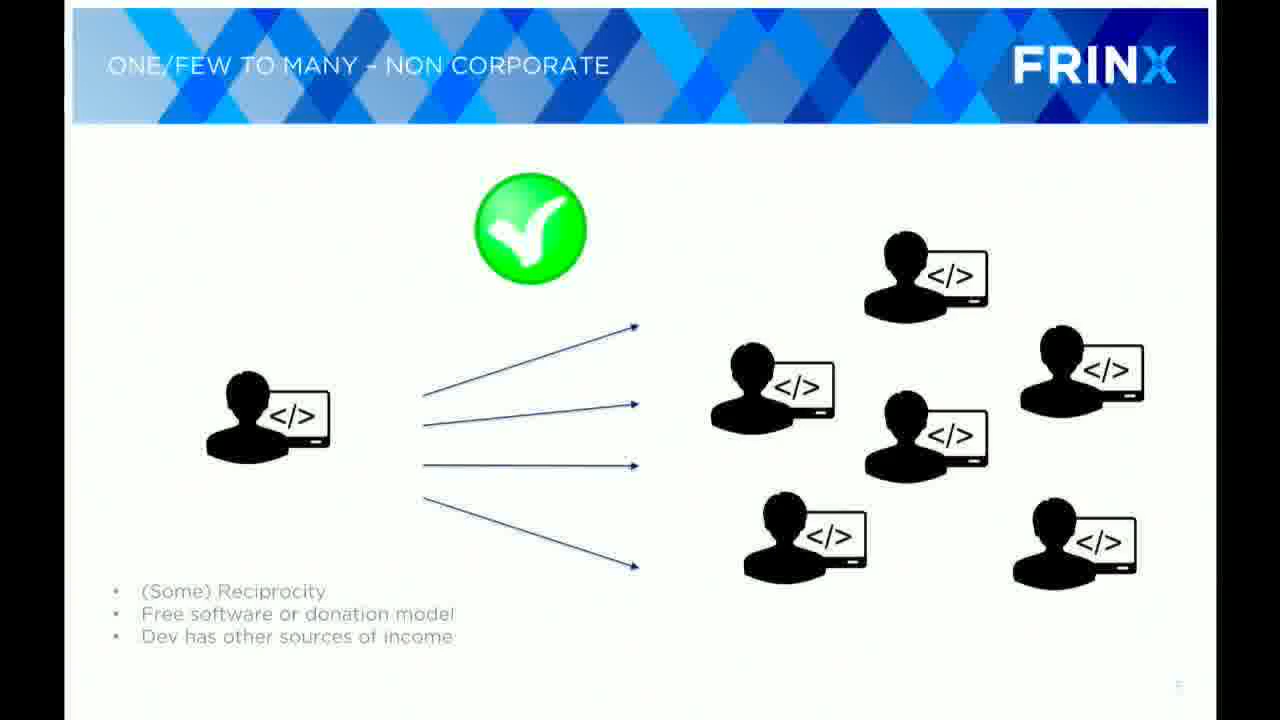 ONE/FEW TO MANY – NON CORPORATE
FRINX
</>
</>
</>
</>
</>
</>
</>
• (Some) Reciprocity
• Free software or donation model
• Dev has other sources of income